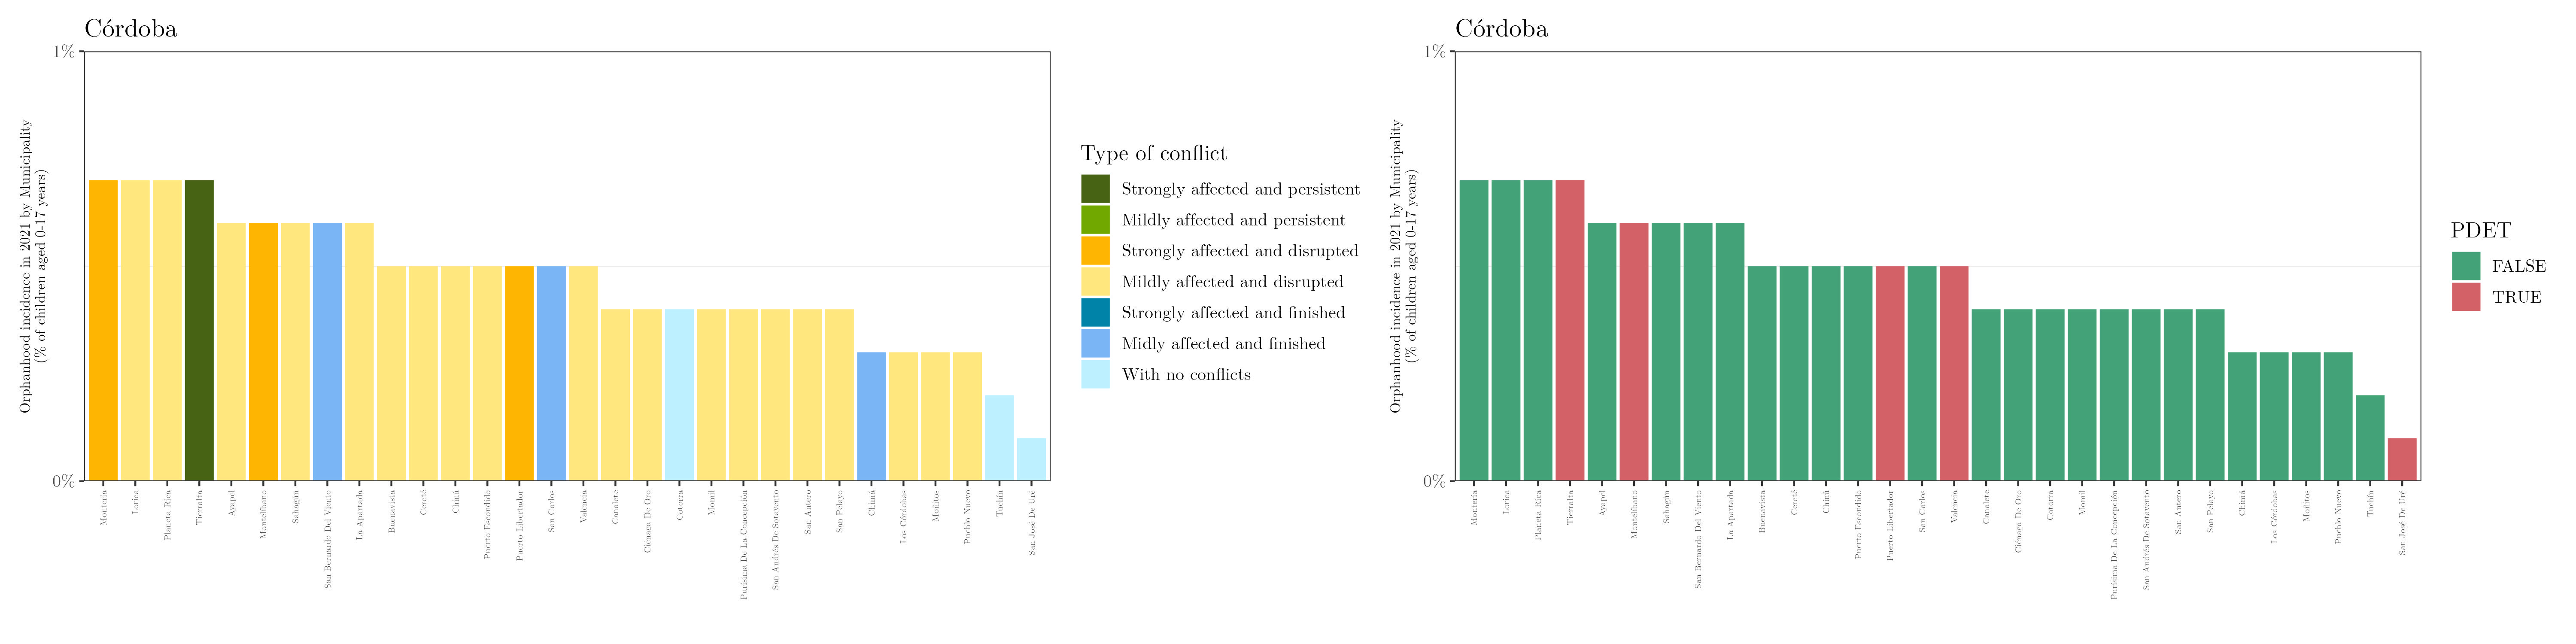 Córdoba
1%
0%
Orphanhood incidence in 2021 by Municipality
(% of children aged 0-17 years)
Montería
Lorica
Planeta Rica
Tierralta
Ayapel
Montelíbano
Sahagún
San Bernardo Del Viento
La Apartada
Buenavista
Cereté
Chinú
Puerto Escondido
Puerto Libertador
San Carlos
Valencia
Canalete
Ciénaga De Oro
Cotorra
Momil
Purísima De La Concepción
San Andrés De Sotavento
San Antero
San Pelayo
Chimá
Los Córdobas
Moñitos
Pueblo Nuevo
Tuchín
San José De Uré
Type of conflict
Strongly affected and persistent
Mildly affected and persistent
Strongly affected and disrupted
Mildly affected and disrupted
Strongly affected and finished
Midly affected and finished
With no conflicts
Córdoba
1%
0%
Orphanhood incidence in 2021 by Municipality
(% of children aged 0-17 years)
Montería
Lorica
Planeta Rica
Tierralta
Ayapel
Montelíbano
Sahagún
San Bernardo Del Viento
La Apartada
Buenavista
Cereté
Chinú
Puerto Escondido
Puerto Libertador
San Carlos
Valencia
Canalete
Ciénaga De Oro
Cotorra
Momil
Purísima De La Concepción
San Andrés De Sotavento
San Antero
San Pelayo
Chimá
Los Córdobas
Moñitos
Pueblo Nuevo
Tuchín
San José De Uré
PDET
FALSE
TRUE